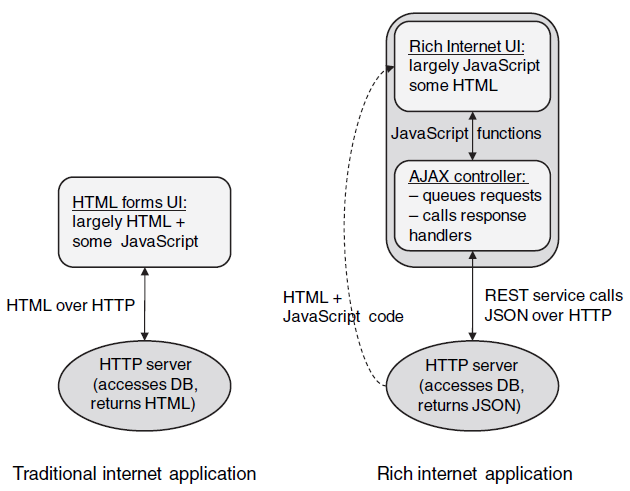 HTML forms UI:
largely HTML +
some JavaScript
HTML over HTTP
HTTP server
(accesses DB,
returns HTML)
Traditional internet application
Rich Internet UI:
largely JavaScript
some HTML
JavaScript functions
AJAX controller:
– queues requests
– calls response
handlers
HTML +
JavaScript code
REST service calls
JSON over HTTP
HTTP server
(accesses DB,
returns JSON)
Rich internet application